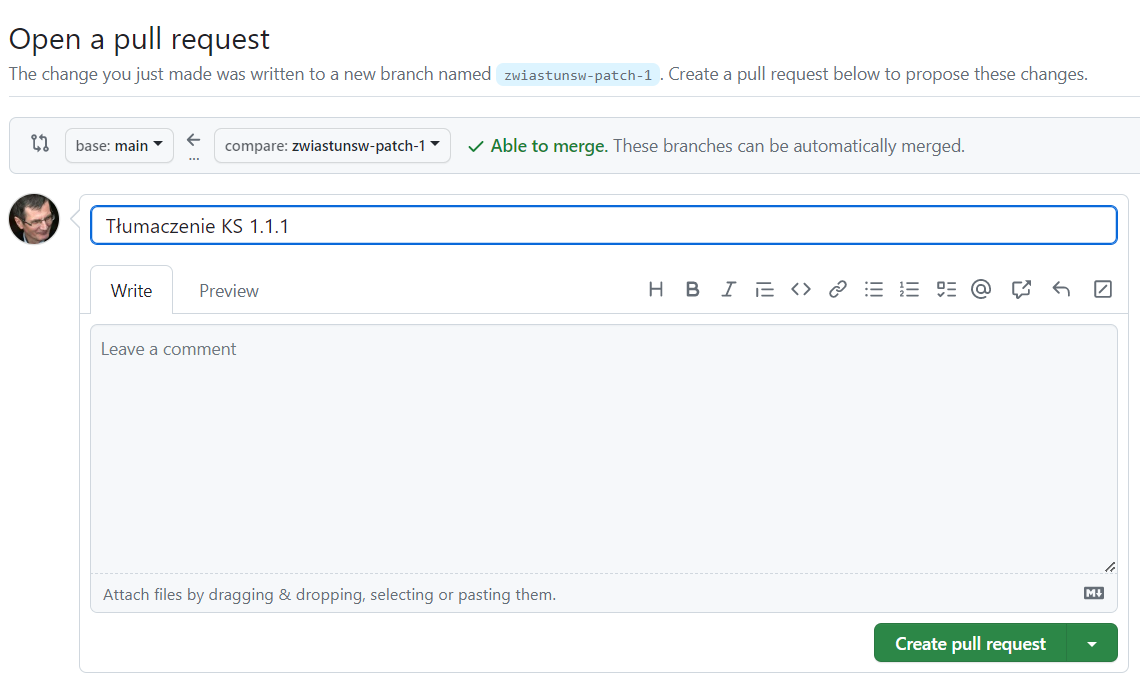 Open a pull request
The change you just made was written to a new branch named zwiastunsw-patch-1. Create a pull request below to propose these changes.
base: main ← compare: zwiastunsw-patch-1 ✓ Able to merge. These branches can be automatically merged.
...
Tłumaczenie KS 1.1.1
Write Preview
Leave a comment
Attach files by dragging & dropping, selecting or pasting them.
Create pull request